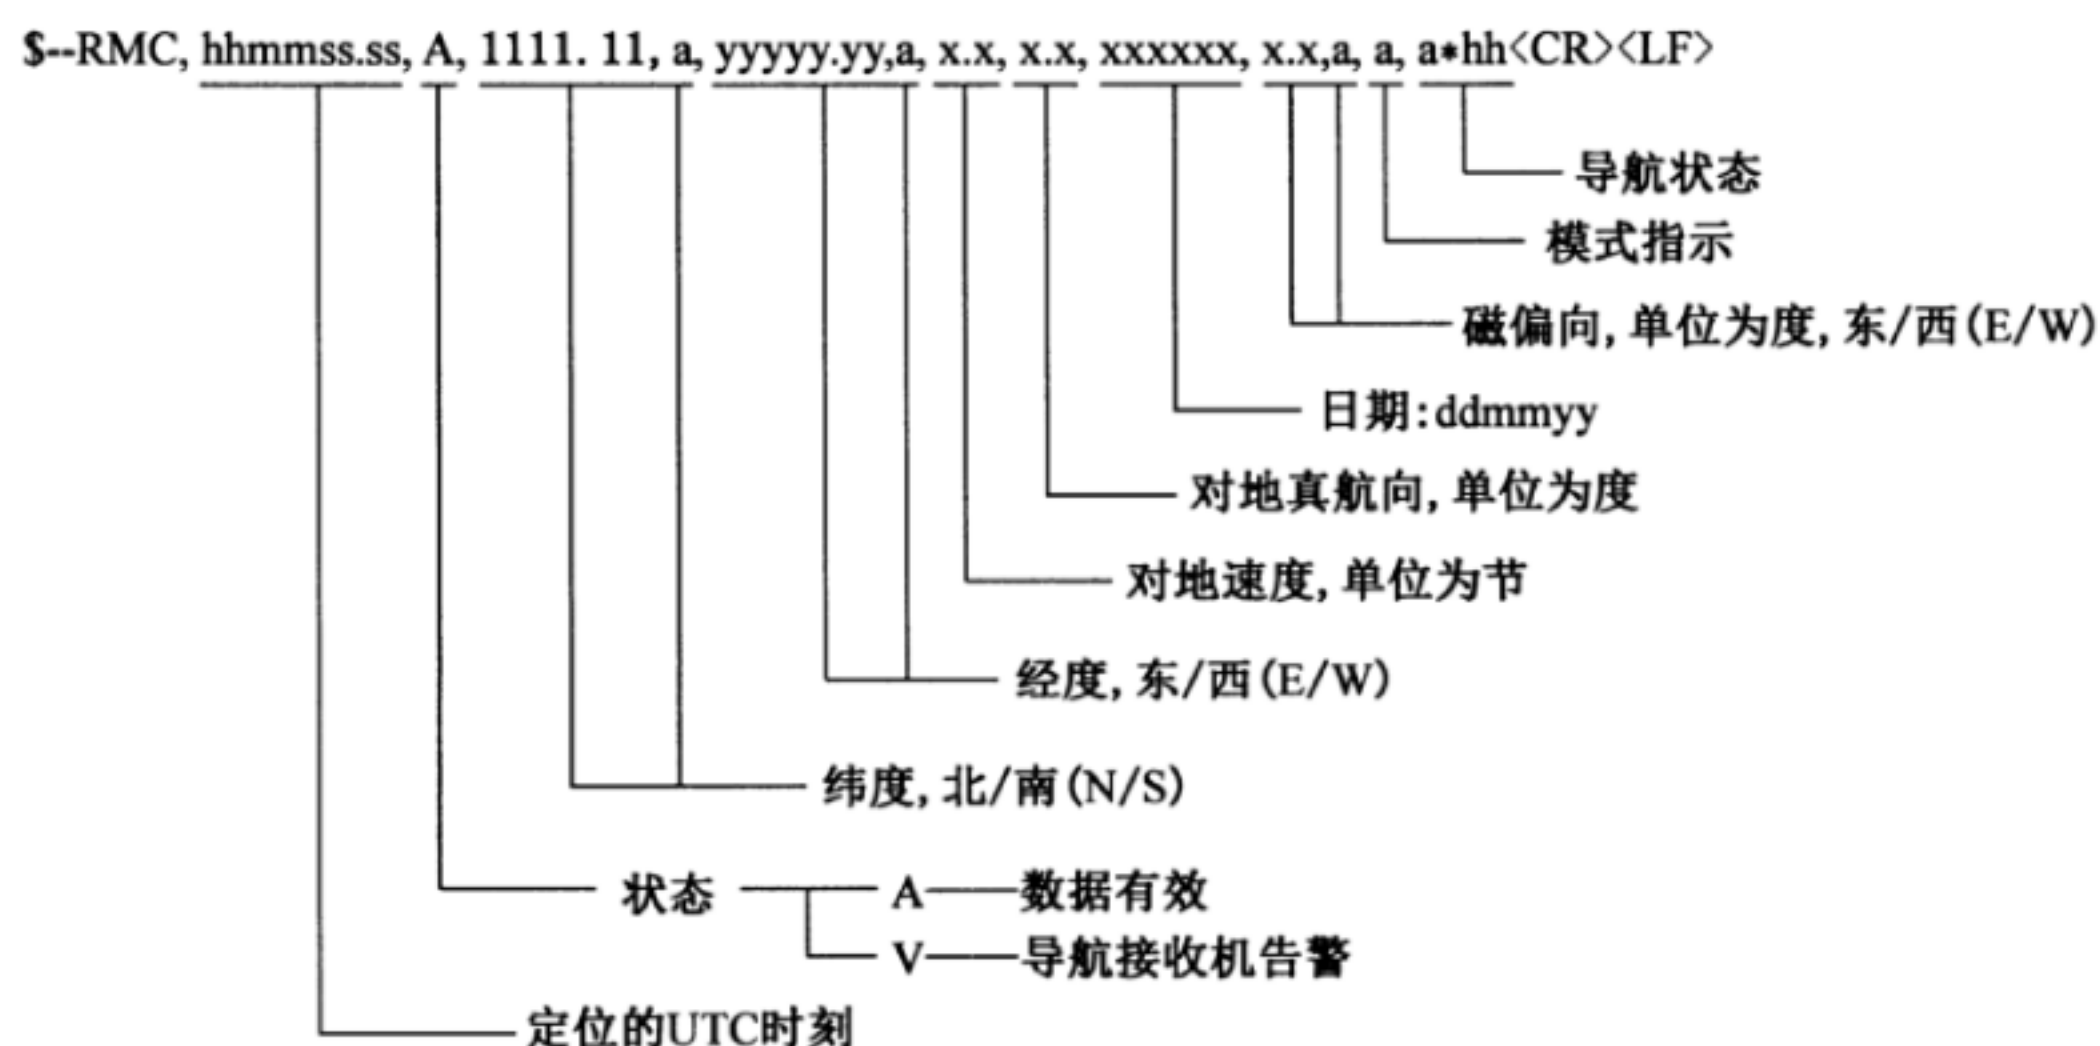 $--RMC, hhmmss.ss, A, 1111. 11, a, yyyyy.yy,a, x.x, x.x, xxxxxx, x.x,a, a, a*hh<CR><LF>
导航状态
模式指示
磁偏向,单位为度,东/西(E/W)
日期:ddmmyy
对地真航向,单位为度
对地速度,单位为节
经度,东/西(E/W)
纬度,北/南(N/S)
状态 A——数据有效
V——导航接收机告警
定位的UTC时刻